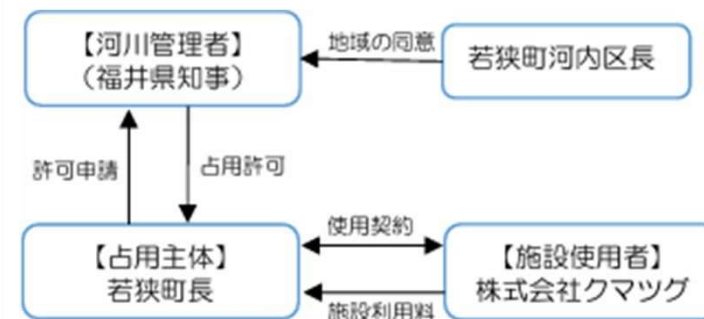 【河川管理者】
（福井県知事）
地域の同意
若狭町河内区長
許可申請
占用許可
【占用主体】
若狭町長
使用契約
施設利用料
【施設使用者】
株式会社クマツグ